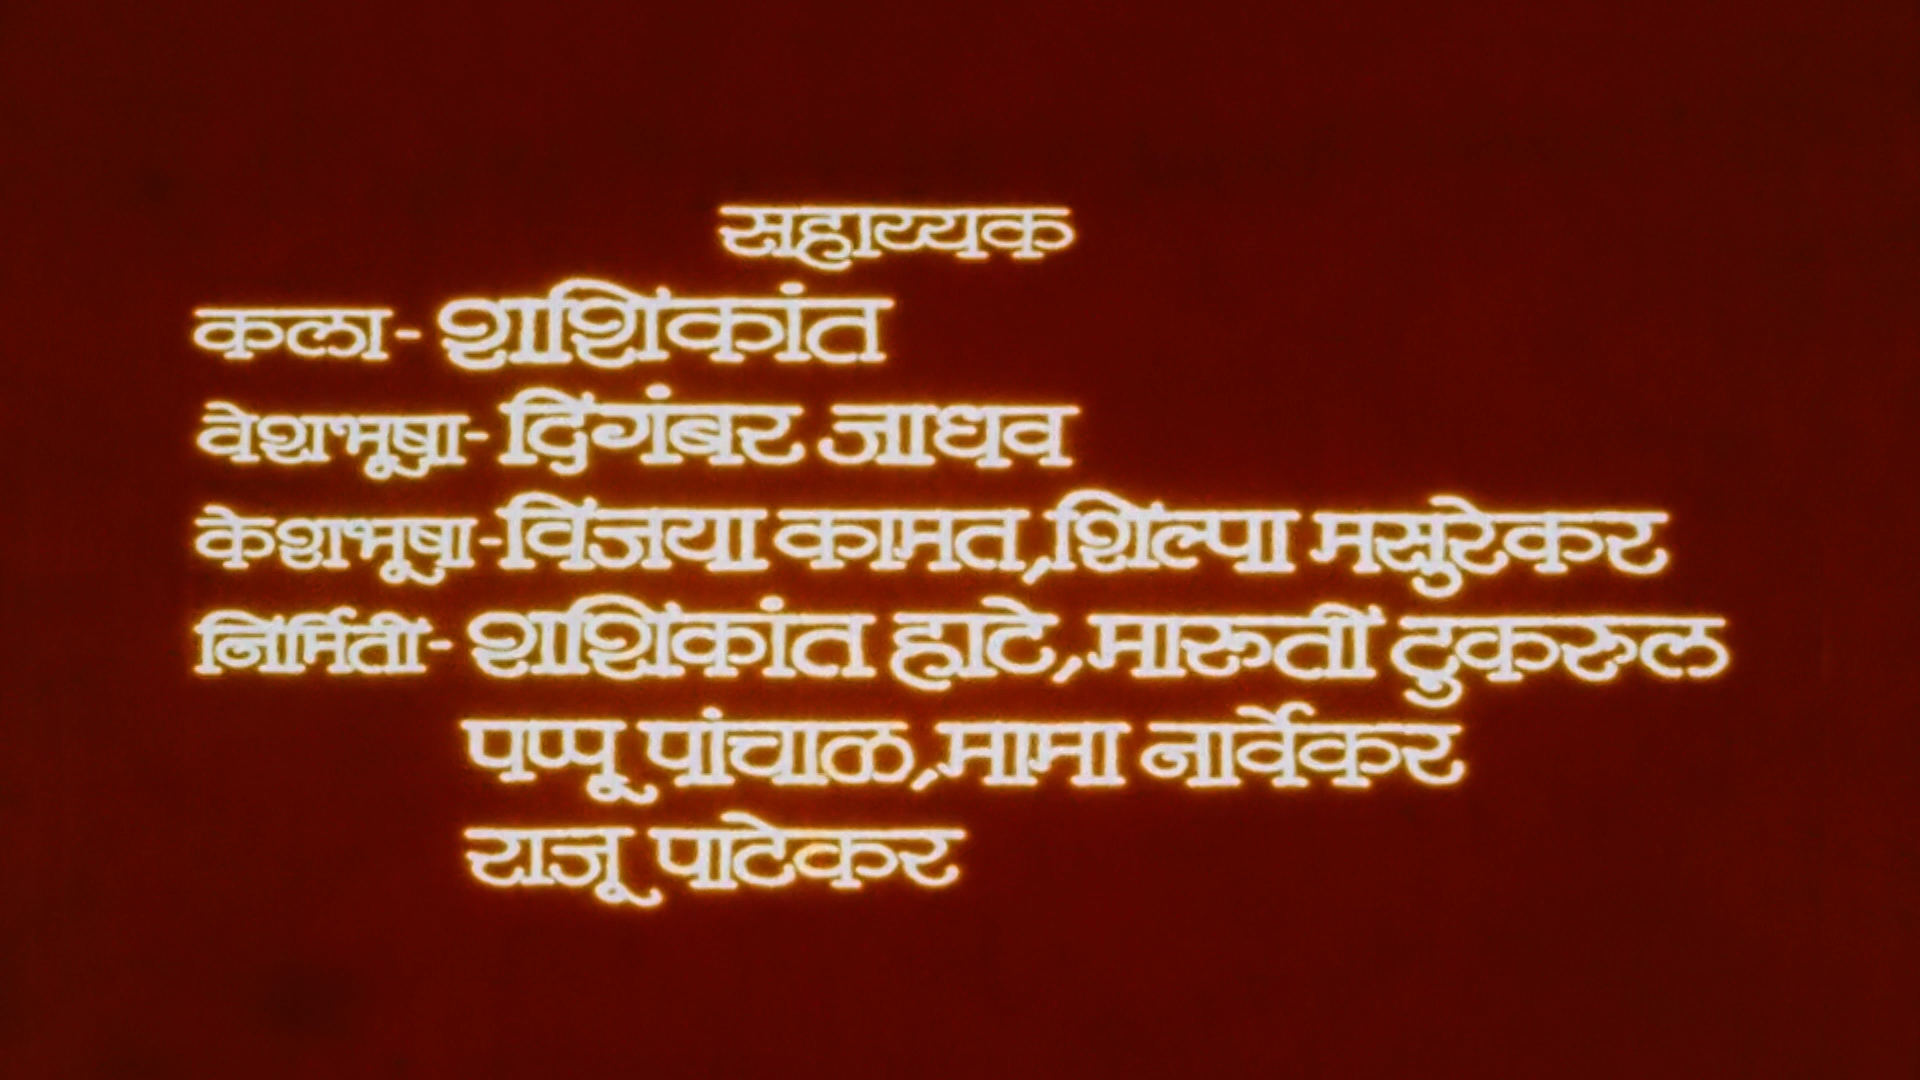 सहाय्यक
कला- शशिकांत
वेशभूषा- दिगंबर जाधव
केशभूषा-विजया कामत,शिल्पा मसुरेकर
निर्मिती- शशिकांत हाटे,मारुती टुकरुल
पप्पू पांचाळ,मामा नार्वेकर
राजू पाटेकर